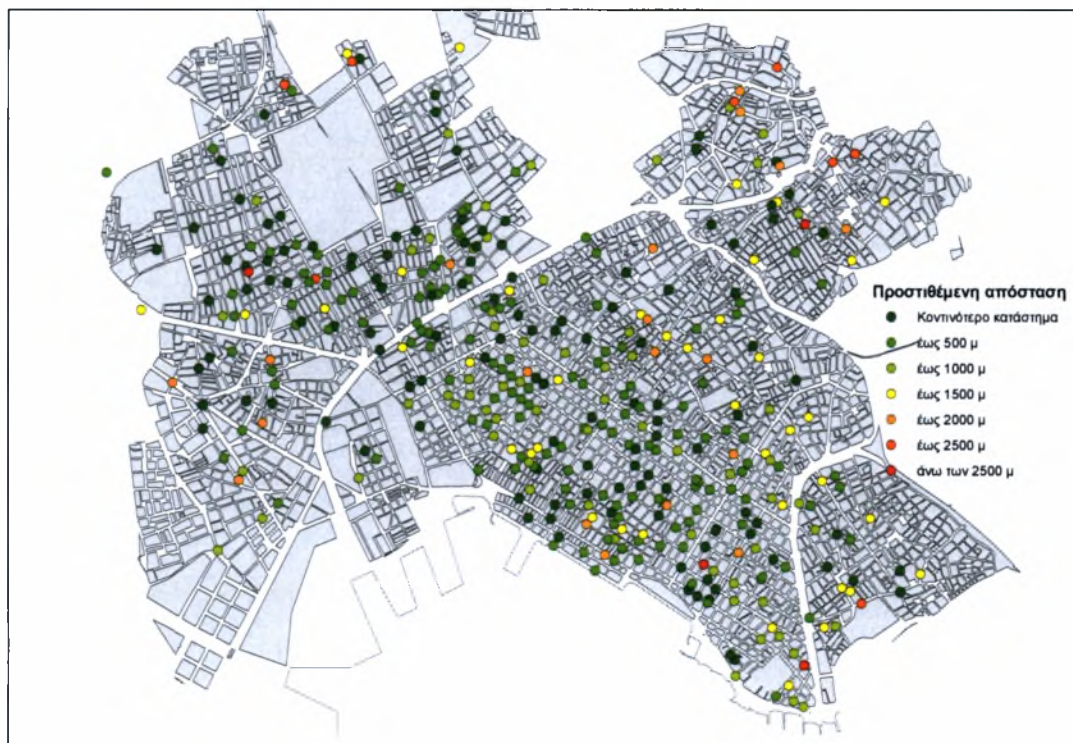 Προστιθέμενη απόσταση
Κοντινότερο κατάστημα
έως 500 μ
έως 1000 μ
έως 1500 μ
έως 2000 μ
έως 2500 μ
άνω των 2500 μ